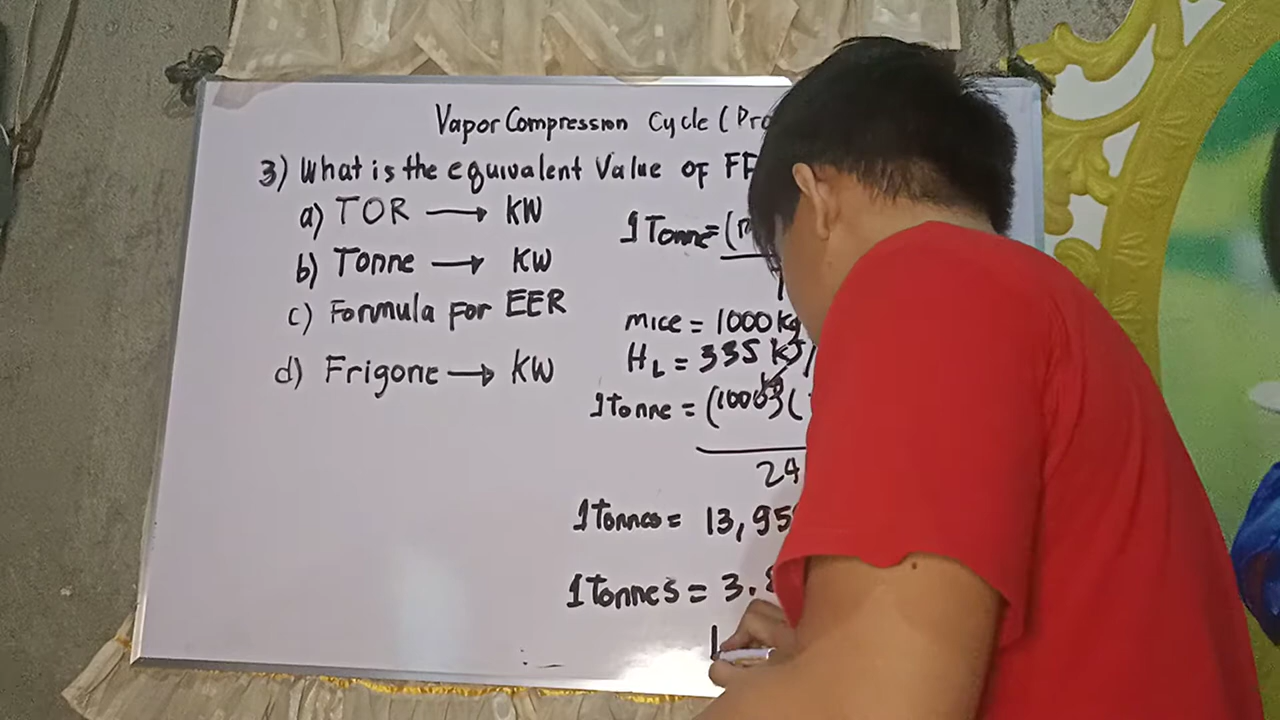 Vapor Compression Cycle (Pro
3) What is the equivalent Value of FF
a) TOR → KW
b) Tonne → KW
c) Formula for EER
d) Frigone → KW
1 Tonne = (m
mice = 1000 kg
HL = 335 KJ/
1 Tonne = (1000 kg)(
24
1 Tonnes = 13,95
1 Tonnes = 3.